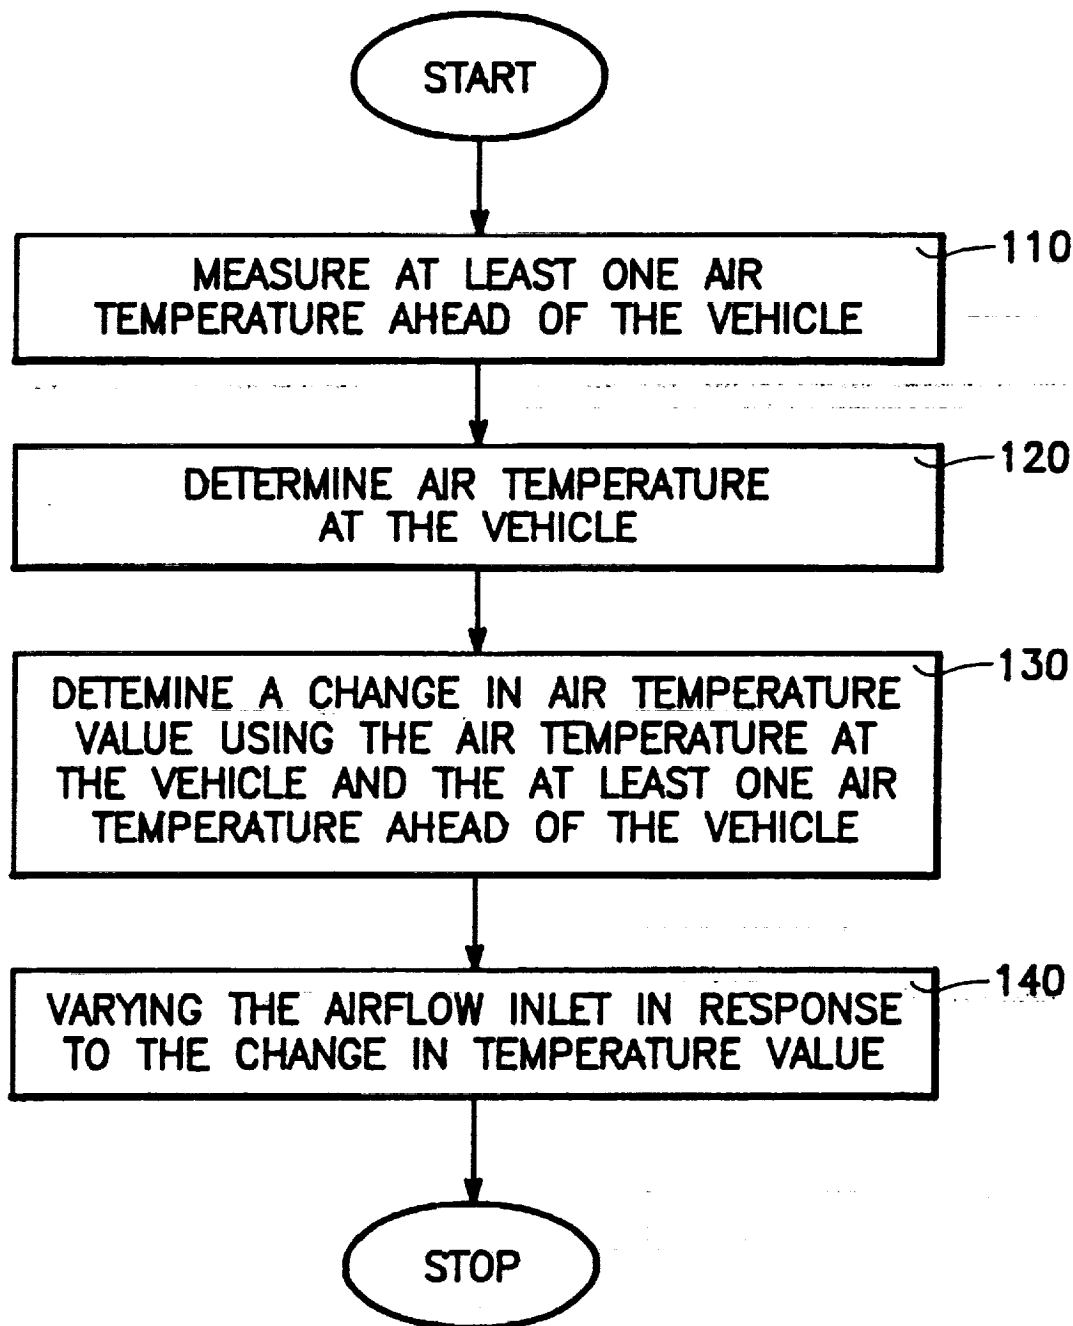 START
110
MEASURE AT LEAST ONE AIR
TEMPERATURE AHEAD OF THE VEHICLE
120
DETERMINE AIR TEMPERATURE
AT THE VEHICLE
130
DETEMINE A CHANGE IN AIR TEMPERATURE
VALUE USING THE AIR TEMPERATURE AT
THE VEHICLE AND THE AT LEAST ONE AIR
TEMPERATURE AHEAD OF THE VEHICLE
140
VARYING THE AIRFLOW INLET IN RESPONSE
TO THE CHANGE IN TEMPERATURE VALUE
STOP